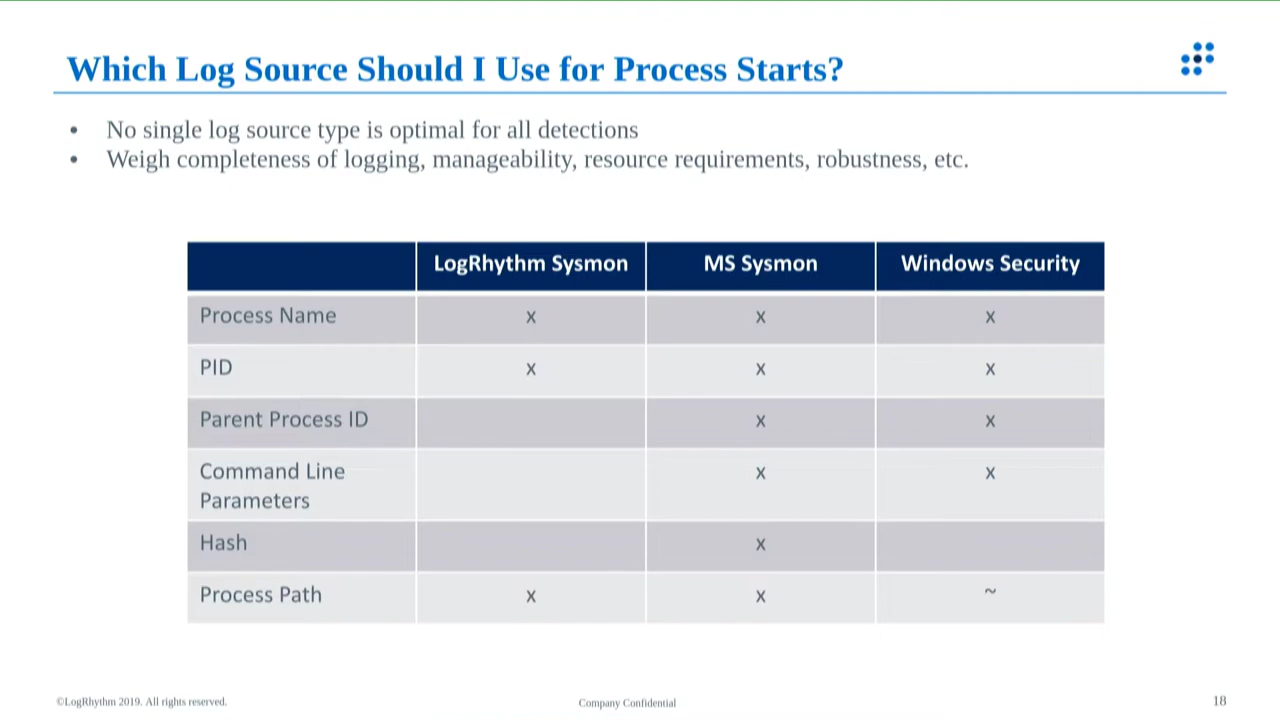 Which Log Source Should I Use for Process Starts?
• No single log source type is optimal for all detections
• Weigh completeness of logging, manageability, resource requirements, robustness, etc.
LogRhythm Sysmon MS Sysmon Windows Security
Process Name x x x
PID x x x
Parent Process ID x x
Command Line
Parameters x x
Hash x
Process Path x x ~
©LogRhythm 2019. All rights reserved. Company Confidential 18